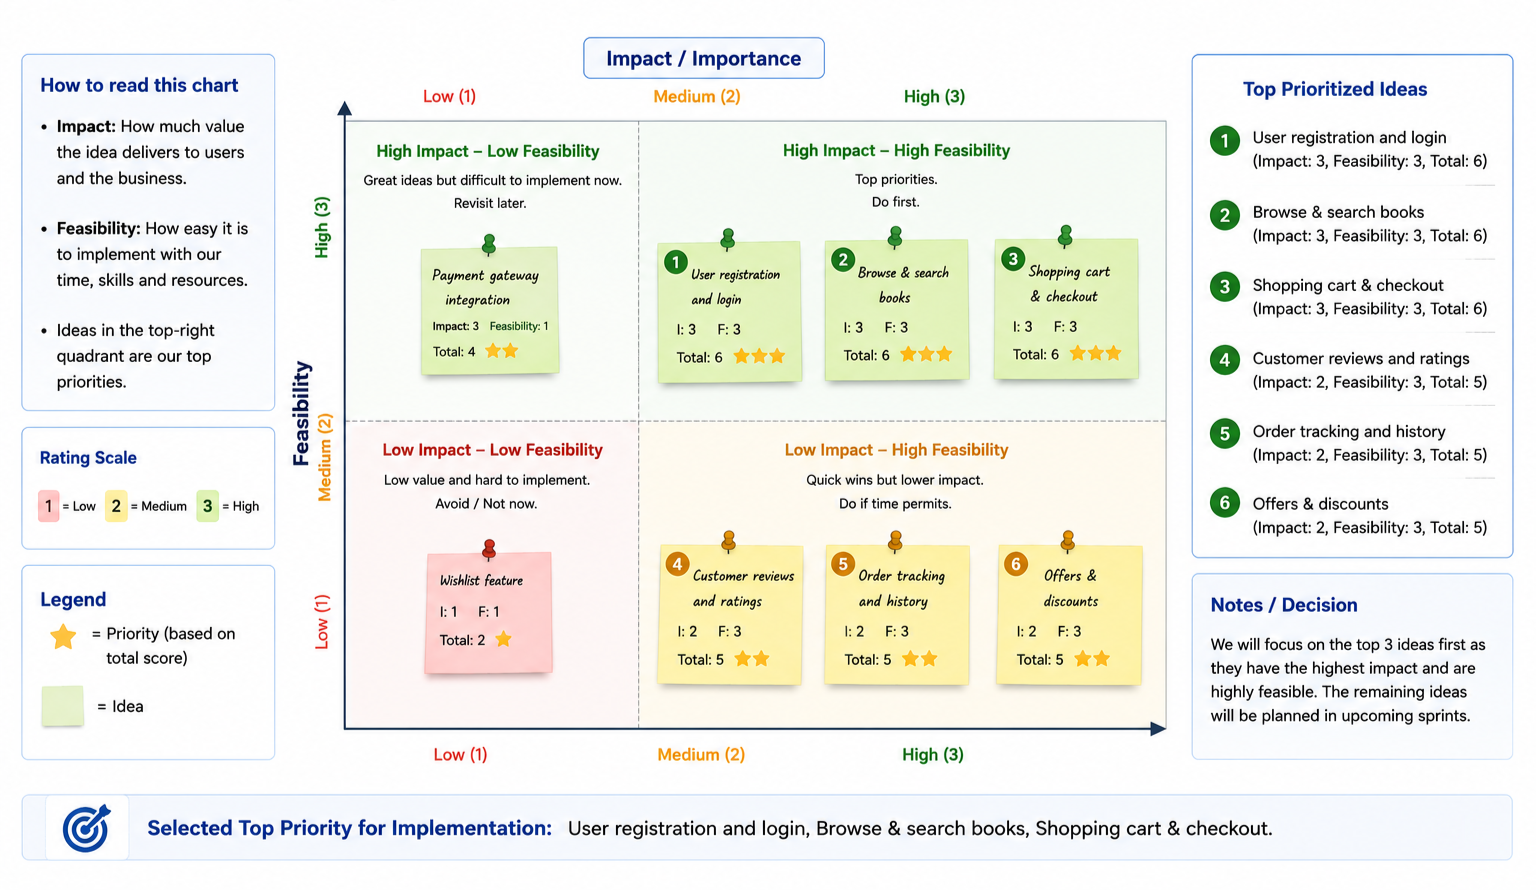 Impact / Importance
How to read this chart
• Impact: How much value
the idea delivers to users
and the business.
• Feasibility: How easy it is
to implement with our
time, skills and resources.
• Ideas in the top-right
quadrant are our top
priorities.
Rating Scale
1 = Low 2 = Medium 3 = High
Legend
= Priority (based on
total score)
= Idea
Low (1) Medium (2) High (3)
Feasibility
High (3)
Medium (2)
Low (1)
High Impact – Low Feasibility
Great ideas but difficult to implement now.
Revisit later.
Payment gateway
integration
Impact: 3 Feasibility: 1
Total: 4
High Impact – High Feasibility
Top priorities.
Do first.
1 User registration
and login
I: 3 F: 3
Total: 6
2 Browse & search
books
I: 3 F: 3
Total: 6
3 Shopping cart
& checkout
I: 3 F: 3
Total: 6
Low Impact – Low Feasibility
Low value and hard to implement.
Avoid / Not now.
Wishlist feature
I: 1 F: 1
Total: 2
Low Impact – High Feasibility
Quick wins but lower impact.
Do if time permits.
4 Customer reviews
and ratings
I: 2 F: 3
Total: 5
5 Order tracking
and history
I: 2 F: 3
Total: 5
6 Offers &
discounts
I: 2 F: 3
Total: 5
Low (1) Medium (2) High (3)
Top Prioritized Ideas
1 User registration and login
(Impact: 3, Feasibility: 3, Total: 6)
2 Browse & search books
(Impact: 3, Feasibility: 3, Total: 6)
3 Shopping cart & checkout
(Impact: 3, Feasibility: 3, Total: 6)
4 Customer reviews and ratings
(Impact: 2, Feasibility: 3, Total: 5)
5 Order tracking and history
(Impact: 2, Feasibility: 3, Total: 5)
6 Offers & discounts
(Impact: 2, Feasibility: 3, Total: 5)
Notes / Decision
We will focus on the top 3 ideas first as
they have the highest impact and are
highly feasible. The remaining ideas
will be planned in upcoming sprints.
Selected Top Priority for Implementation: User registration and login, Browse & search books, Shopping cart & checkout.